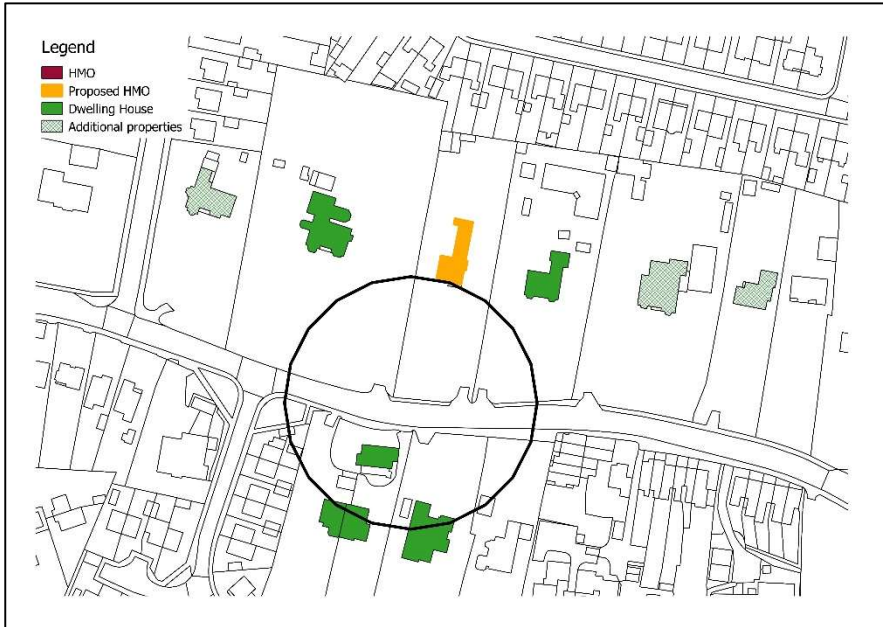 Legend
HMO
Proposed HMO
Dwelling House
Additional properties